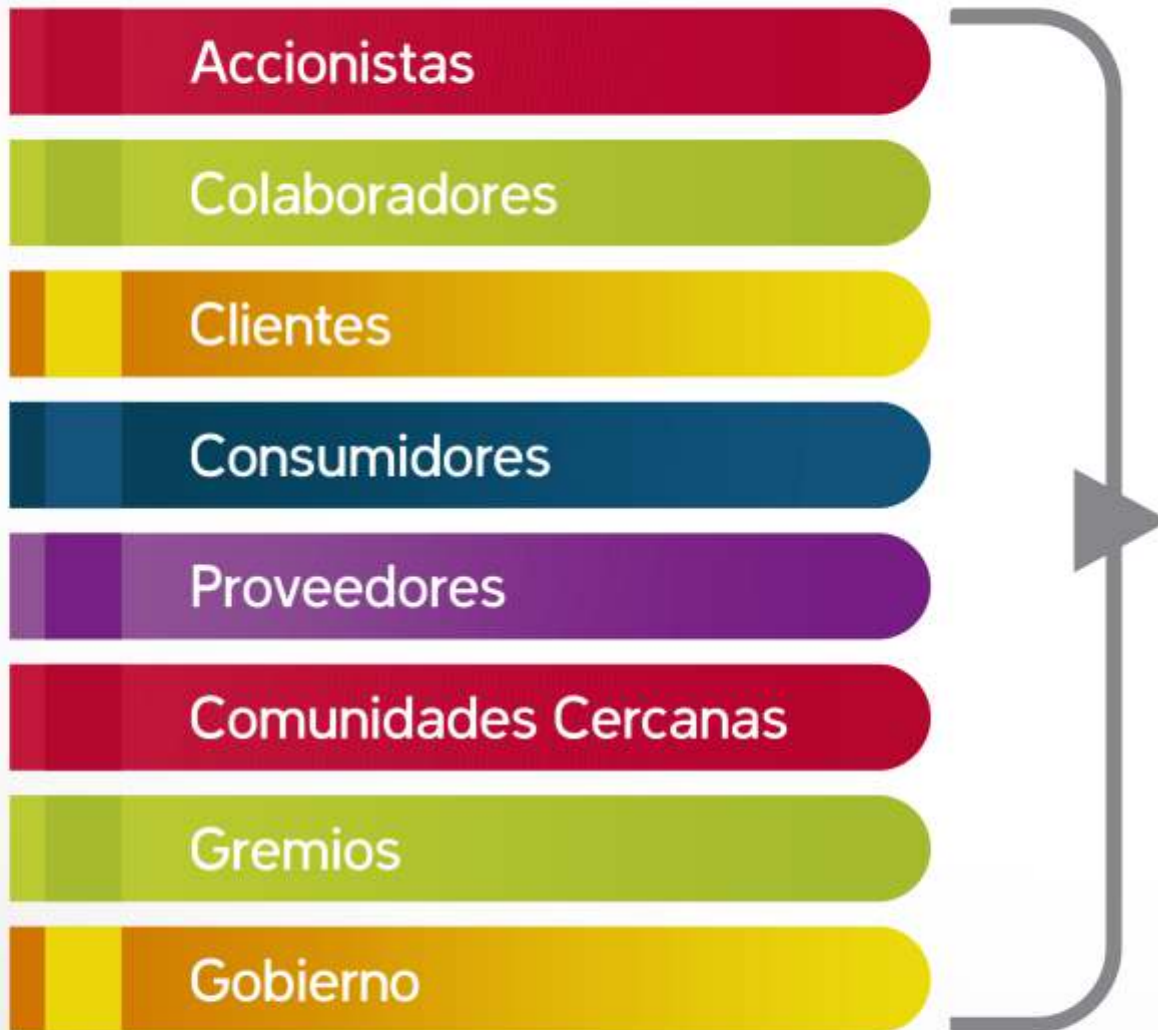 Accionistas
Colaboradores
Clientes
Consumidores
Proveedores
Comunidades Cercanas
Gremios
Gobierno